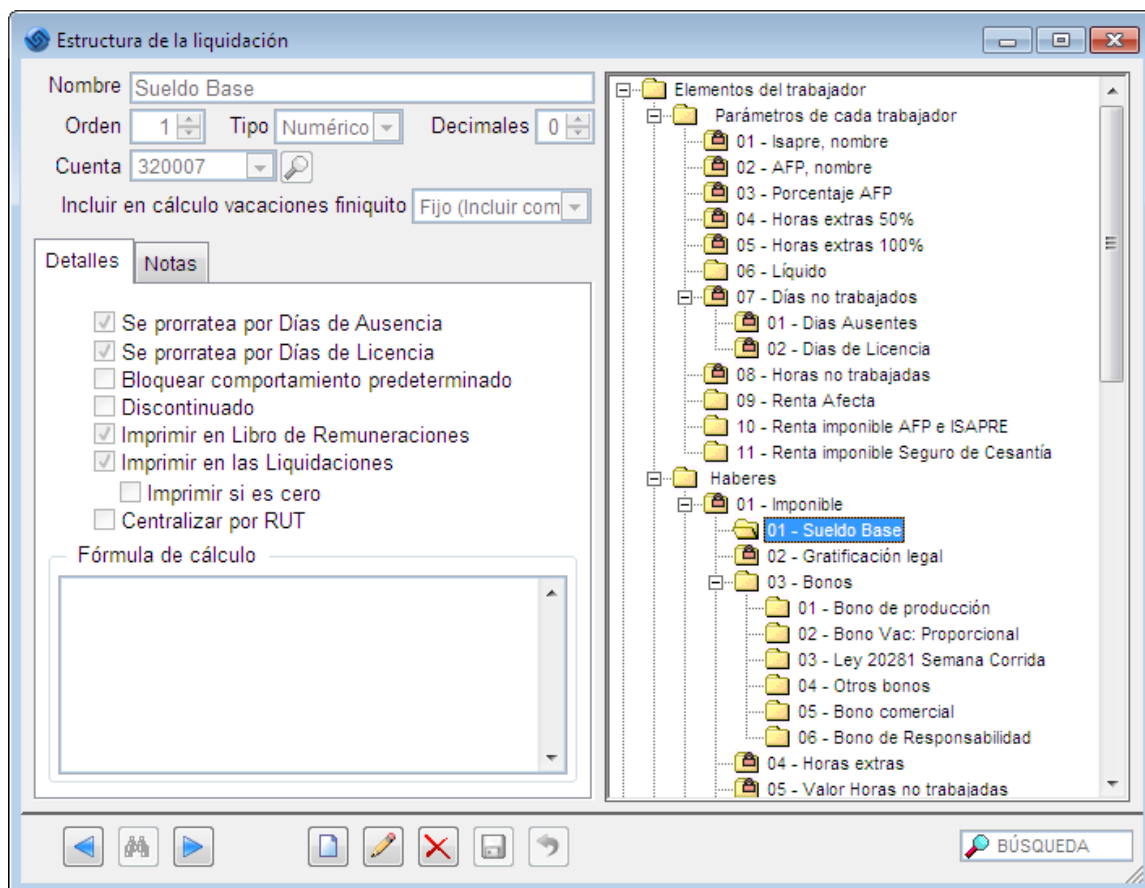 Estructura de la liquidación
Nombre Sueldo Base
Orden 1 Tipo Numérico Decimales 0
Cuenta 320007
Incluir en cálculo vacaciones finiquito Fijo (Incluir com
Detalles Notas
Se prorratea por Días de Ausencia
Se prorratea por Días de Licencia
Bloquear comportamiento predeterminado
Discontinuado
Imprimir en Libro de Remuneraciones
Imprimir en las Liquidaciones
Imprimir si es cero
Centralizar por RUT
Fórmula de cálculo
Elementos del trabajador
Parámetros de cada trabajador
01 - Isapre, nombre
02 - AFP, nombre
03 - Porcentaje AFP
04 - Horas extras 50%
05 - Horas extras 100%
06 - Líquido
07 - Días no trabajados
01 - Dias Ausentes
02 - Dias de Licencia
08 - Horas no trabajadas
09 - Renta Afecta
10 - Renta imponible AFP e ISAPRE
11 - Renta imponible Seguro de Cesantía
Haberes
01 - Imponible
01 - Sueldo Base
02 - Gratificación legal
03 - Bonos
01 - Bono de producción
02 - Bono Vac: Proporcional
03 - Ley 20281 Semana Corrida
04 - Otros bonos
05 - Bono comercial
06 - Bono de Responsabilidad
04 - Horas extras
05 - Valor Horas no trabajadas
BÚSQUEDA